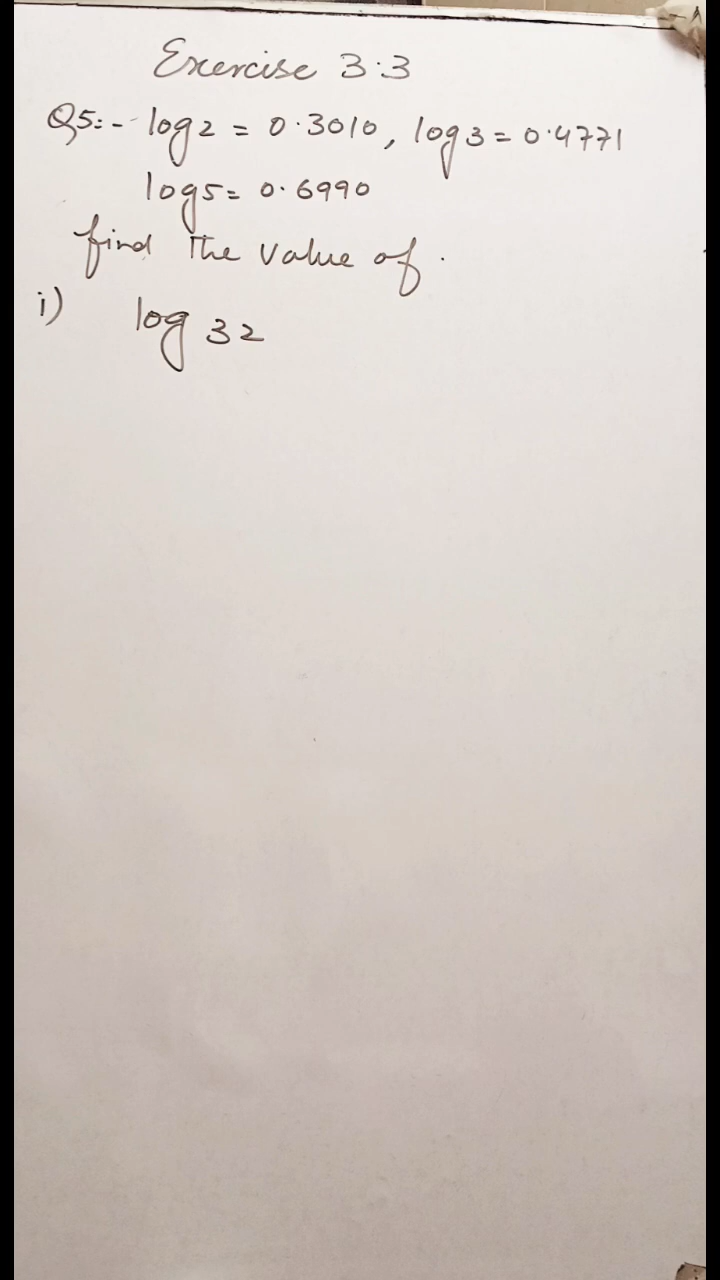 Exercise 3.3
Q5:- log2 = 0.3010, log3 = 0.4771
log5 = 0.6990
find the value of.
i) log 32